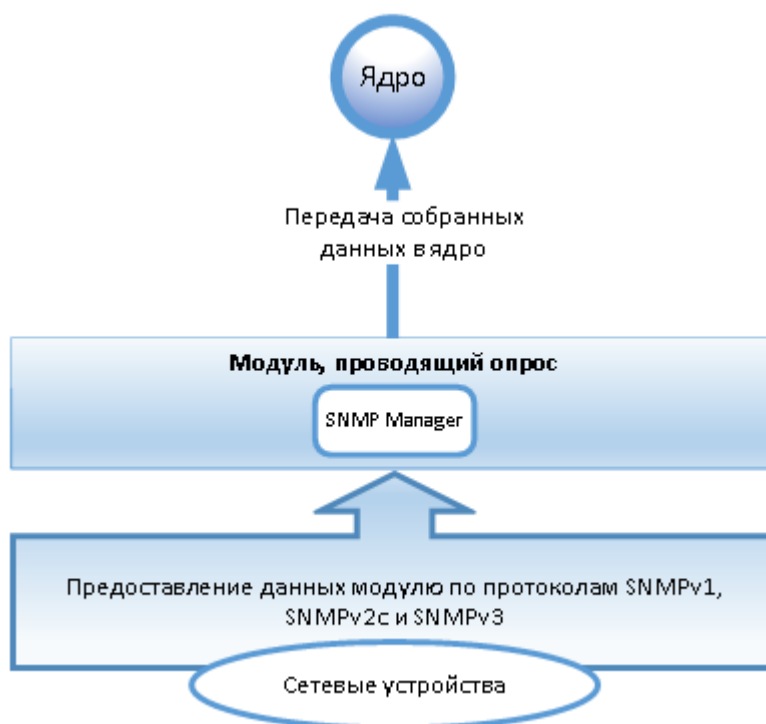 Ядро
Передача собранных
данных в ядро
Модуль, проводящий опрос
SNMP Manager
Предоставление данных модулю по протоколам SNMPv1,
SNMPv2c и SNMPv3
Сетевые устройства